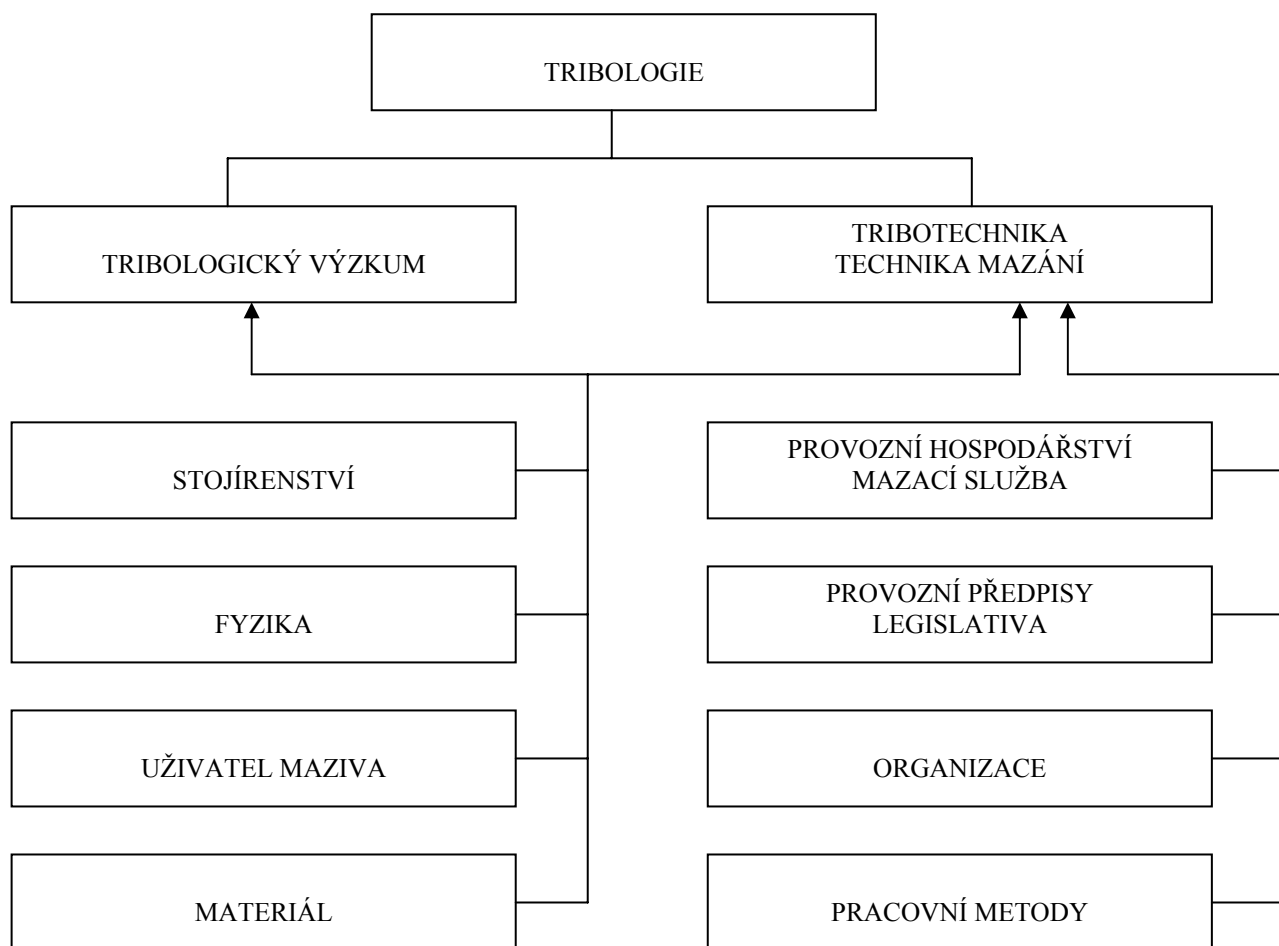 TRIBOLOGIE
TRIBOLOGICKÝ VÝZKUM
TRIBOTECHNIKA
TECHNIKA MAZÁNÍ
STOJÍRENSTVÍ
PROVOZNÍ HOSPODÁŘSTVÍ
MAZACÍ SLUŽBA
FYZIKA
PROVOZNÍ PŘEDPISY
LEGISLATIVA
UŽIVATEL MAZIVA
ORGANIZACE
MATERIÁL
PRACOVNÍ METODY